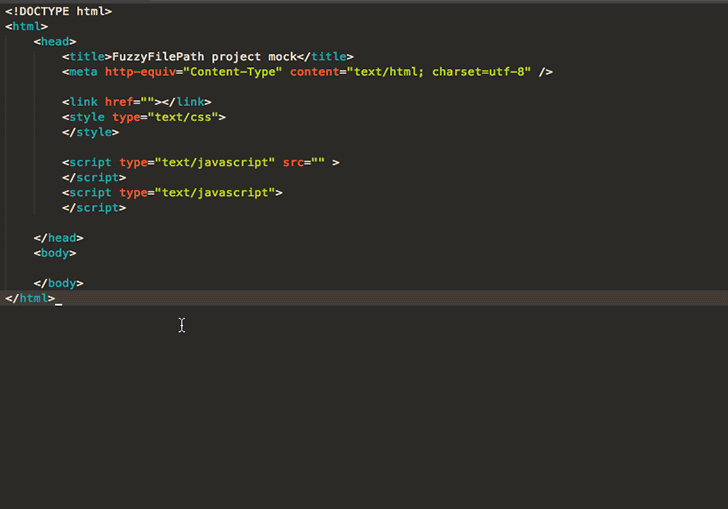 <!DOCTYPE html>
<html>
<head>
<title>FuzzyFilePath project mock</title>
<meta http-equiv="Content-Type" content="text/html; charset=utf-8" />
<link href=""></link>
<style type="text/css">
</style>
<script type="text/javascript" src="" >
</script>
<script type="text/javascript">
</script>
</head>
<body>
</body>
</html>